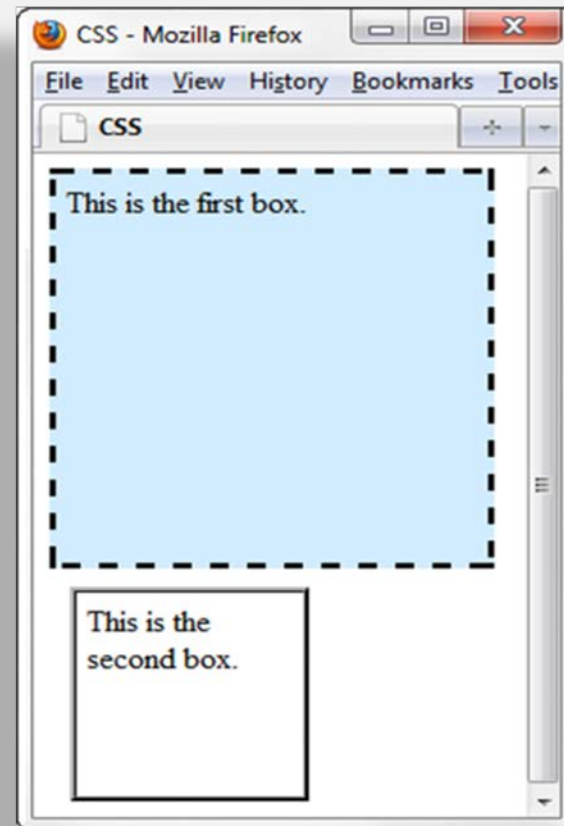 CSS - Mozilla Firefox
File Edit View History Bookmarks Tools
CSS
This is the first box.
This is the
second box.